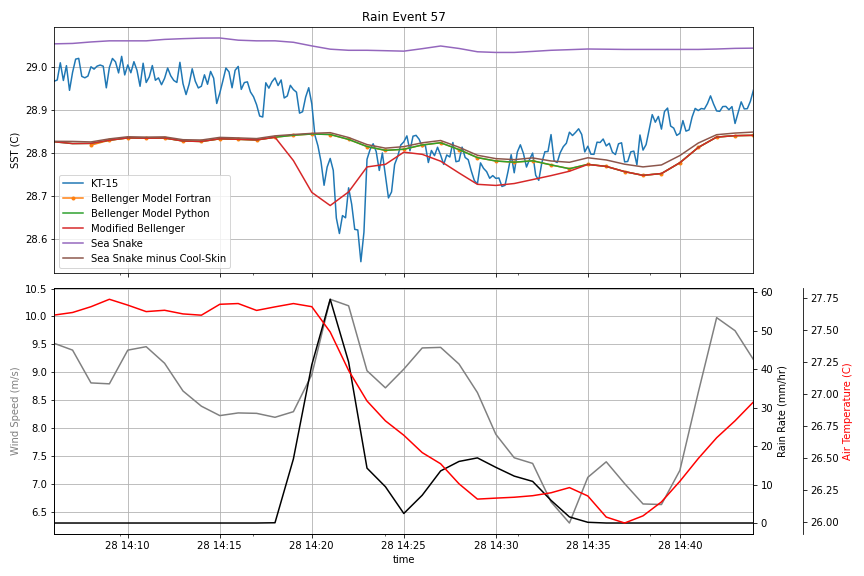 Rain Event 57
SST (C)
29.0
28.9
28.8
28.7
28.6
KT-15
Bellenger Model Fortran
Bellenger Model Python
Modified Bellenger
Sea Snake
Sea Snake minus Cool-Skin
Wind Speed (m/s)
10.5
10.0
9.5
9.0
8.5
8.0
7.5
7.0
6.5
60
50
40
30
20
10
0
Rain Rate (mm/hr)
27.75
27.50
27.25
27.00
26.75
26.50
26.25
26.00
Air Temperature (C)
28 14:10 28 14:15 28 14:20 28 14:25 28 14:30 28 14:35 28 14:40
time